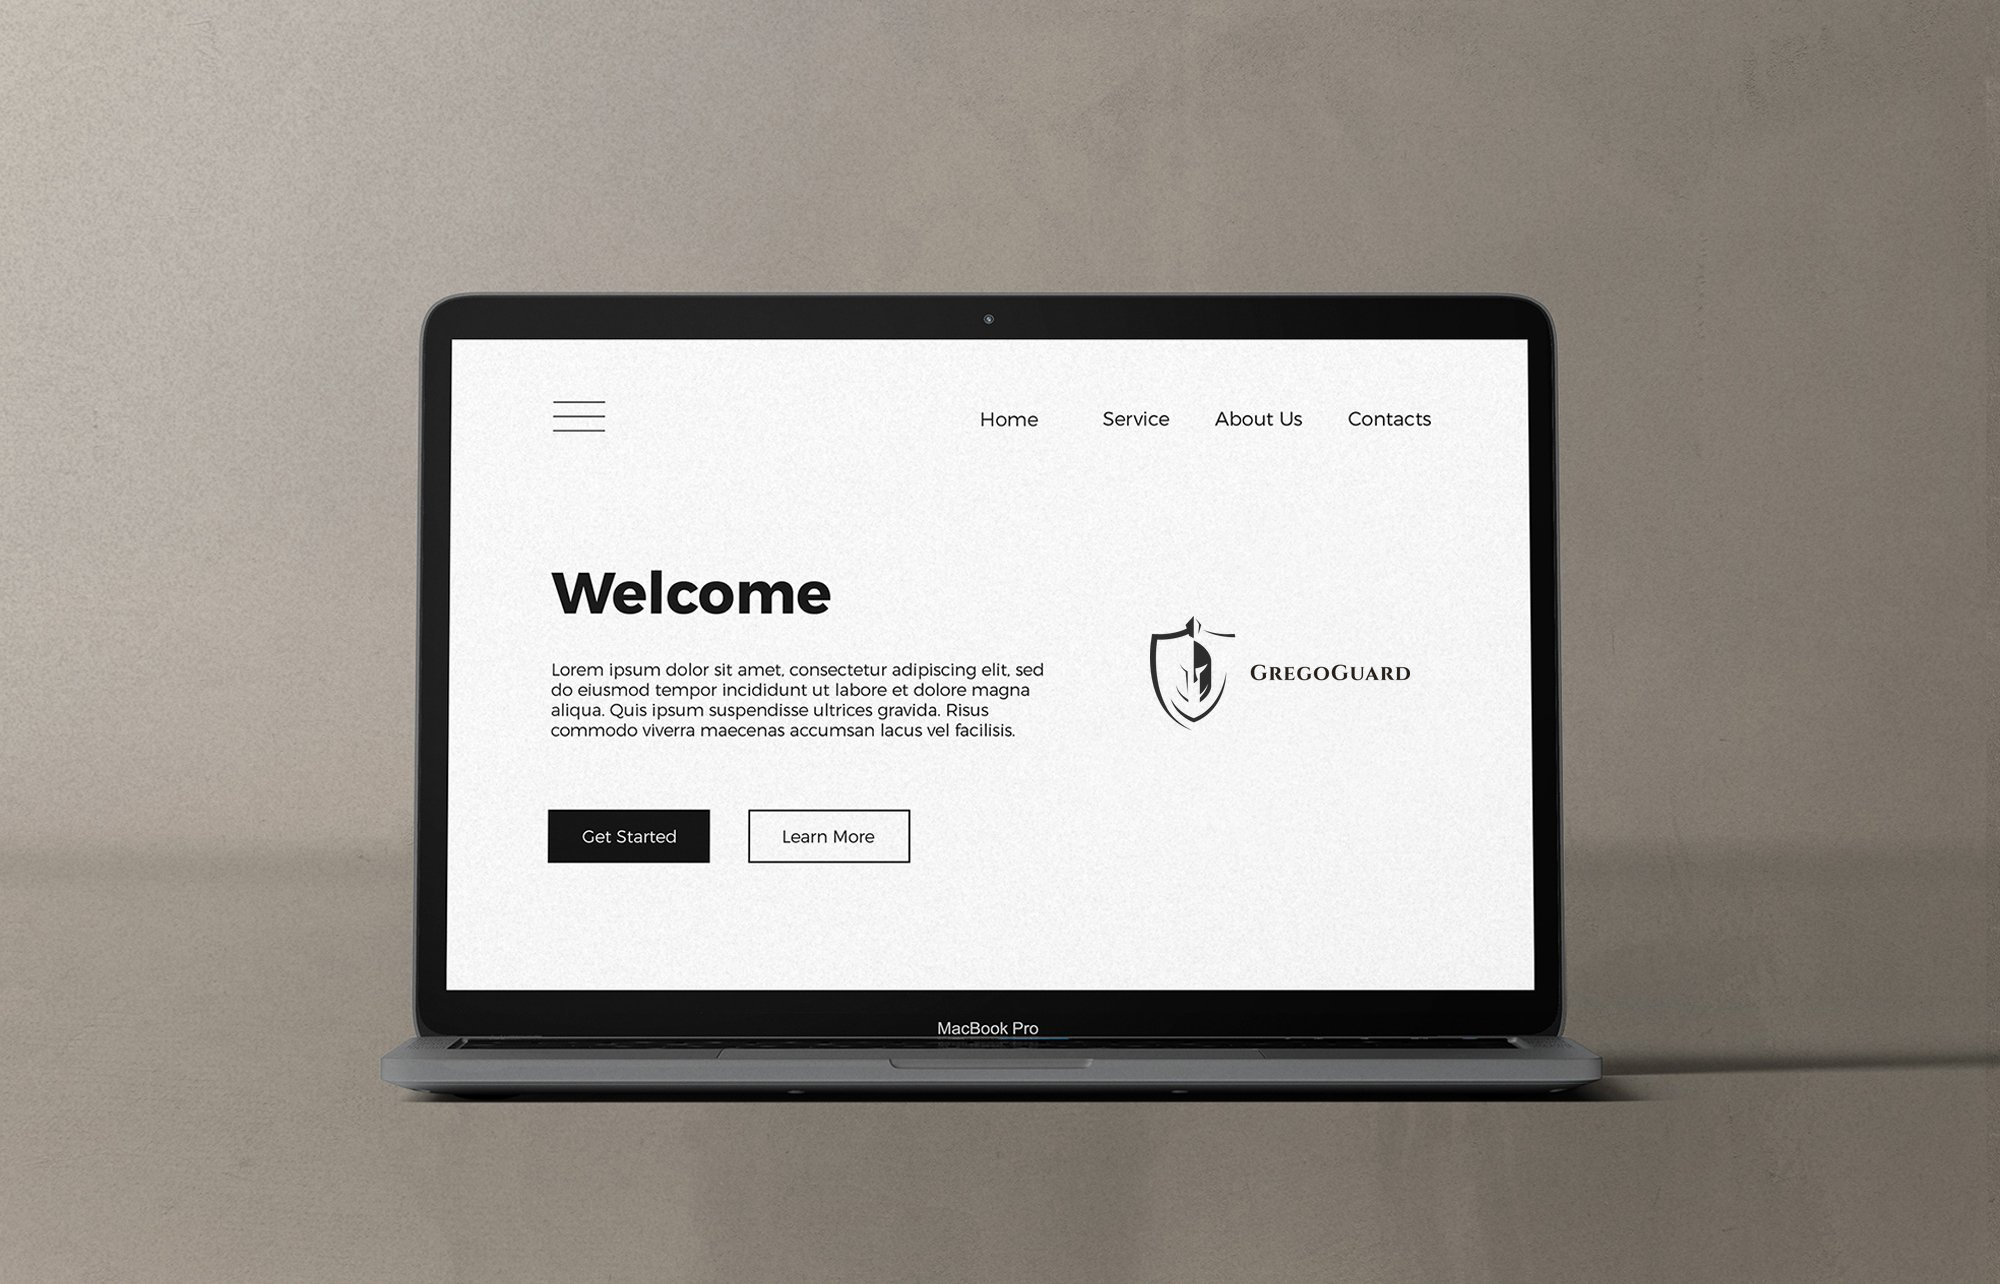 Home Service About Us Contacts
Welcome
Lorem ipsum dolor sit amet, consectetur adipiscing elit, sed
do eiusmod tempor incididunt ut labore et dolore magna
aliqua. Quis ipsum suspendisse ultrices gravida. Risus
commodo viverra maecenas accumsan lacus vel facilisis.
GregoGuard
Get Started Learn More
MacBook Pro